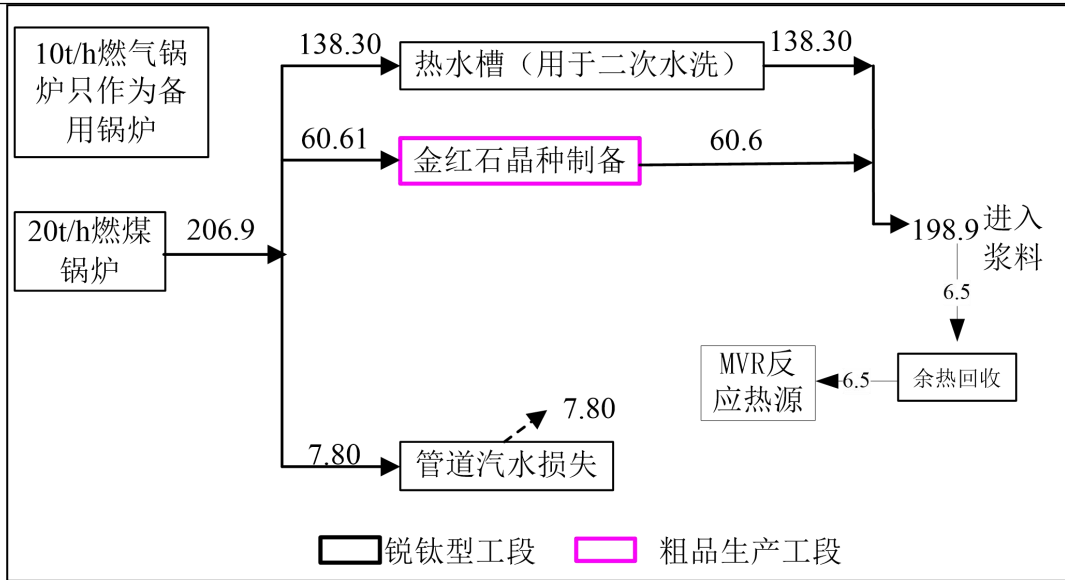 10t/h燃气锅
炉只作为备
用锅炉
138.30
热水槽（用于二次水洗）
138.30
60.61
金红石晶种制备
60.6
20t/h燃煤
锅炉
206.9
198.9
进入
浆料
6.5
MVR反
应热源
6.5
余热回收
7.80
7.80
管道汽水损失
锐钛型工段
粗品生产工段